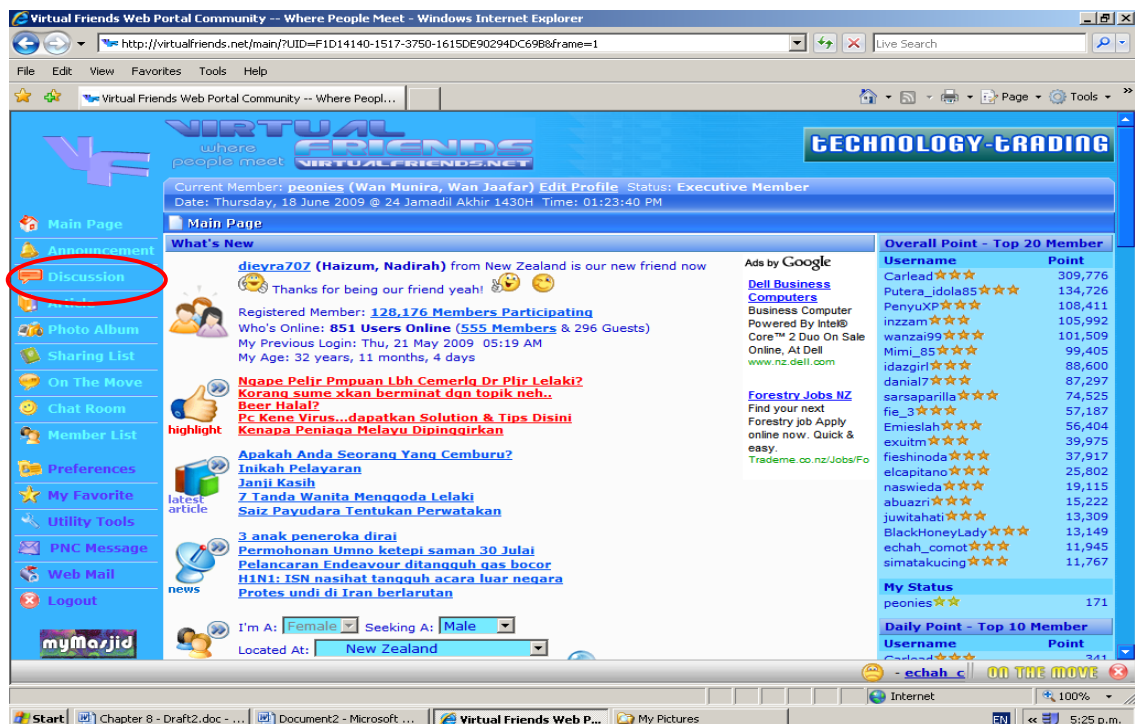 Virtual Friends Web Portal Community -- Where People Meet - Windows Internet Explorer
http://virtualfriends.net/main/?UID=F1D14140-1517-3750-1615DE90294DC69B&frame=1
Live Search
File Edit View Favorites Tools Help
Virtual Friends Web Portal Community -- Where Peopl...
Page Tools
VF
VIRTUAL
where FRIENDS
people meet VIRTUALFRIENDS.NET
TECHNOLOGY-TRADING
Current Member: peonies (Wan Munira, Wan Jaafar) Edit Profile Status: Executive Member
Date: Thursday, 18 June 2009 @ 24 Jamadil Akhir 1430H Time: 01:23:40 PM
Main Page
Announcement
Discussion
Article
Photo Album
Sharing List
On The Move
Chat Room
Member List
Preferences
My Favorite
Utility Tools
PNC Message
Web Mail
Logout
myMasjid
Main Page
What's New
dieyra707 (Haizum, Nadirah) from New Zealand is our new friend now
Thanks for being our friend yeah!
Registered Member: 128,176 Members Participating
Who's Online: 851 Users Online (555 Members & 296 Guests)
My Previous Login: Thu, 21 May 2009 05:19 AM
My Age: 32 years, 11 months, 4 days
highlight
Ngape Peljr Pmpuan Lbh Cemerlg Dr Pljr Lelaki?
Korang sume xkan berminat dgn topik neh..
Beer Halal?
Pc Kene Virus...dapatkan Solution & Tips Disini
Kenapa Peniaga Melayu Dipinggirkan
latest
article
Apakah Anda Seorang Yang Cemburu?
Inikah Pelayaran
Janji Kasih
7 Tanda Wanita Menggoda Lelaki
Saiz Payudara Tentukan Perwatakan
news
3 anak peneroka dirai
Permohonan Umno ketepi saman 30 Julai
Pelancaran Endeavour ditangguh gas bocor
H1N1: ISN nasihat tangguh acara luar negara
Protes undi di Iran berlarutan
I'm A: Female Seeking A: Male
Located At: New Zealand
Ads by Google
Dell Business
Computers
Business Computer
Powered By Intel®
Core™ 2 Duo On Sale
Online, At Dell
www.nz.dell.com
Forestry Jobs NZ
Find your next
Forestry job Apply
online now. Quick &
easy.
Trademe.co.nz/Jobs/Fo
Overall Point - Top 20 Member
Username Point
Carlead 309,776
Putera_idola85 134,726
PenyuXP 108,411
inzzam 105,992
wanzai99 101,509
Mimi_85 99,405
idazgirl 88,600
danial7 87,297
sarsaparilla 74,525
fie_3 57,187
Emieslah 56,404
exuitm 39,975
fieshinoda 37,917
elcapitano 25,802
naswieda 19,115
abuazri 15,222
juwitahati 13,309
BlackHoneyLady 13,149
echah_comot 11,945
simatakucing 11,767
My Status
peonies 171
Daily Point - Top 10 Member
Username Point
Carlead 341
- echah_c ON THE MOVE
Internet 100%
Start Chapter 8 - Draft2.doc - ... Document2 - Microsoft ... Virtual Friends Web P... My Pictures EN 5:25 p.m.